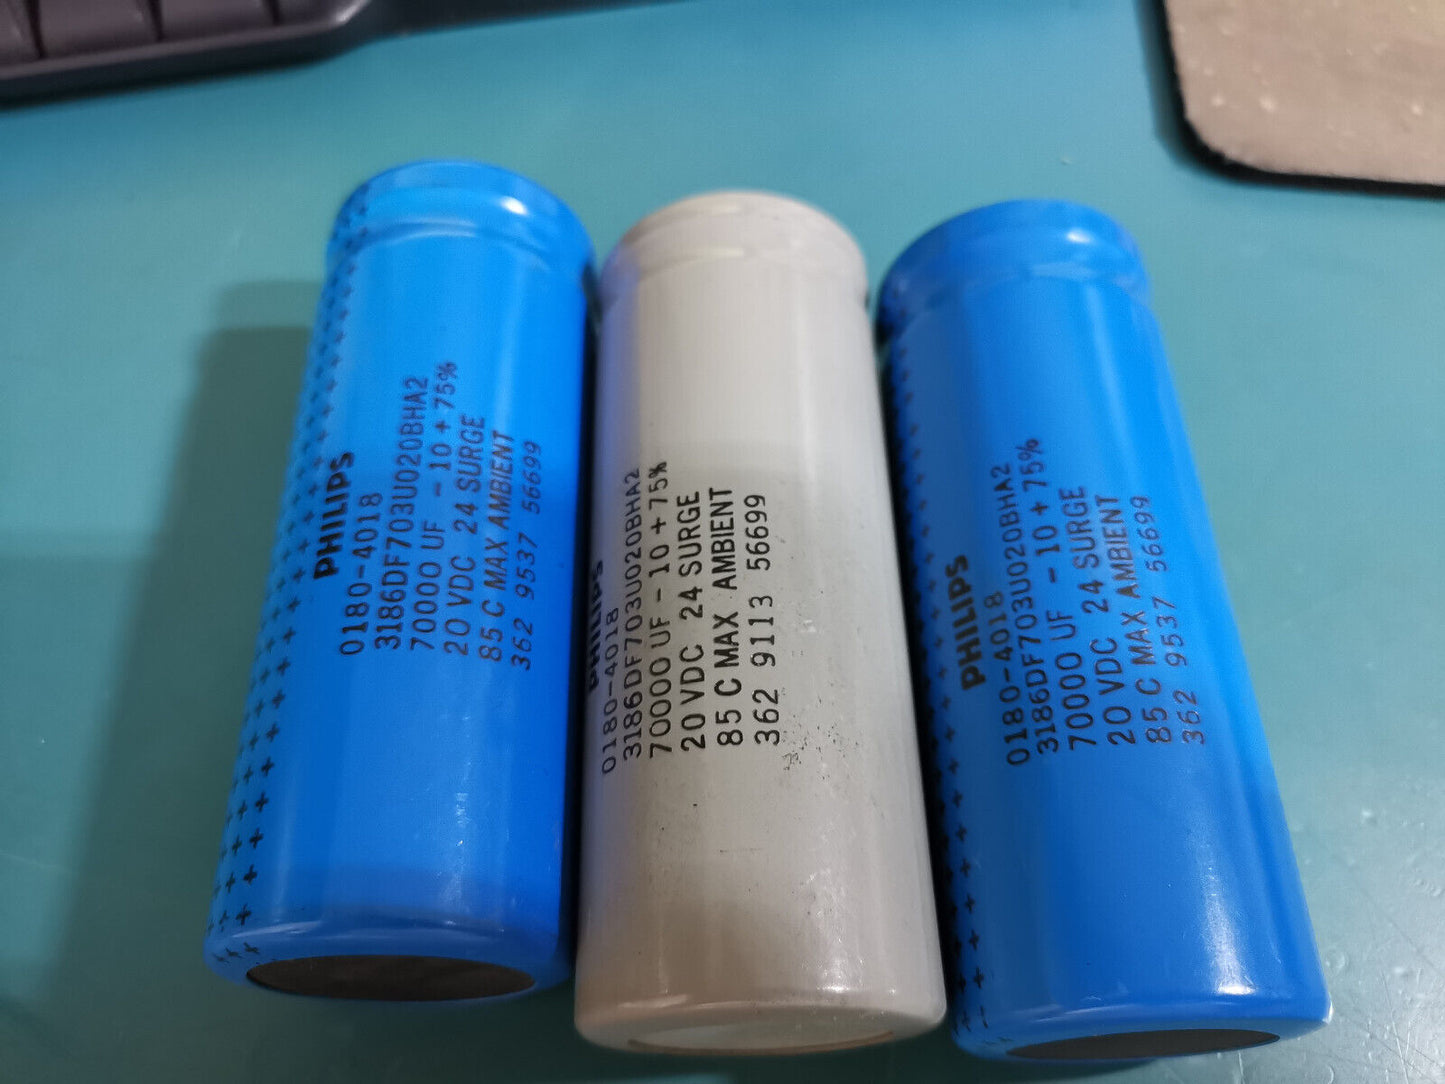 PHILIPS
0180-4018
3186DF703U020BHA2
70000 UF - 10 + 75%
20 VDC 24 SURGE
85 C MAX AMBIENT
362 9537 56699
PHILIPS
0180-4018
3186DF703U020BHA2
70000 UF - 10 + 75%
20 VDC 24 SURGE
85 C MAX AMBIENT
362 9113 56699
PHILIPS
0180-4018
3186DF703U020BHA2
70000 UF - 10 + 75%
20 VDC 24 SURGE
85 C MAX AMBIENT
362 9537 56699